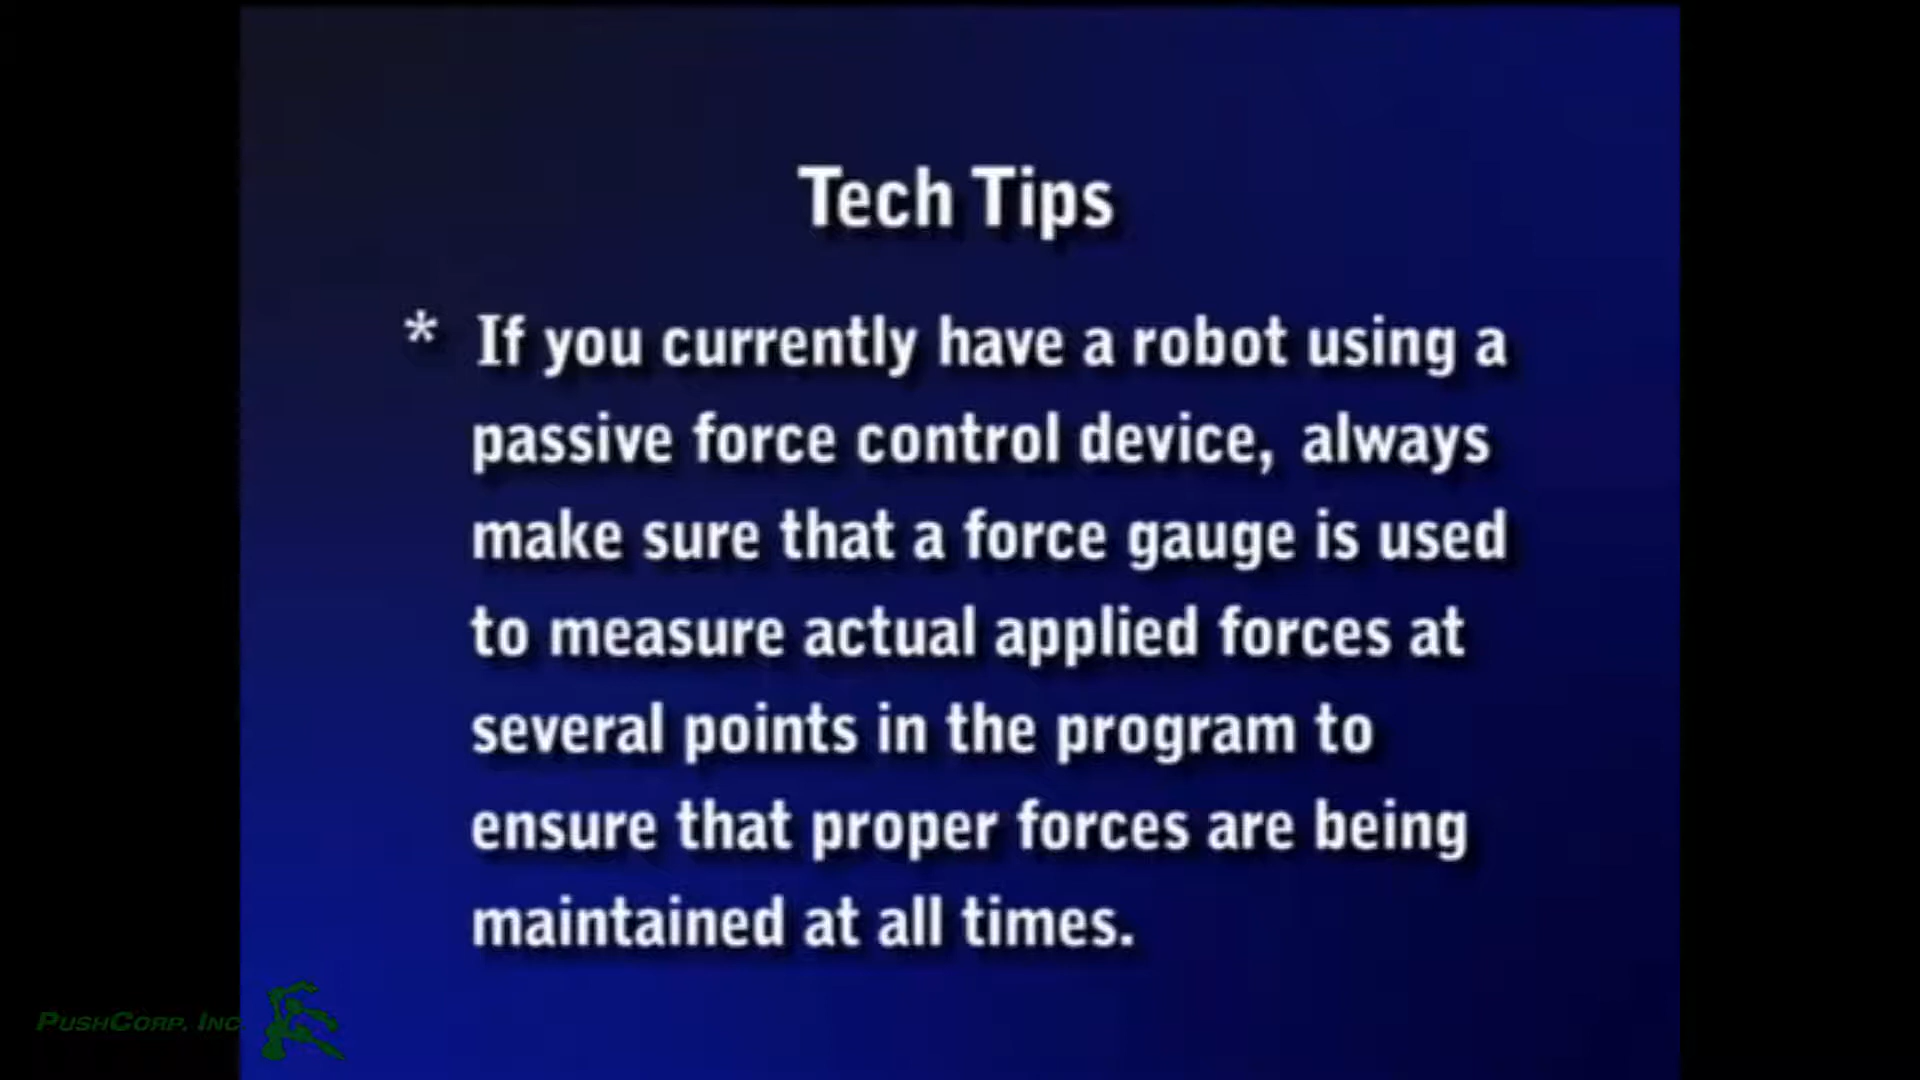 Tech Tips
* If you currently have a robot using a
passive force control device, always
make sure that a force gauge is used
to measure actual applied forces at
several points in the program to
ensure that proper forces are being
maintained at all times.
PUSHCORP, INC